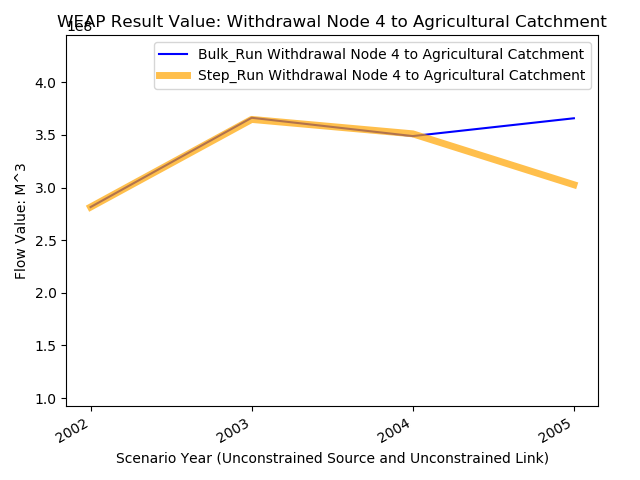 WEAP Result Value: Withdrawal Node 4 to Agricultural Catchment
1e8
Bulk_Run Withdrawal Node 4 to Agricultural Catchment
Step_Run Withdrawal Node 4 to Agricultural Catchment
4.0
3.5
3.0
2.5
2.0
1.5
1.0
Flow Value: M^3
2002
2003
2004
2005
Scenario Year (Unconstrained Source and Unconstrained Link)